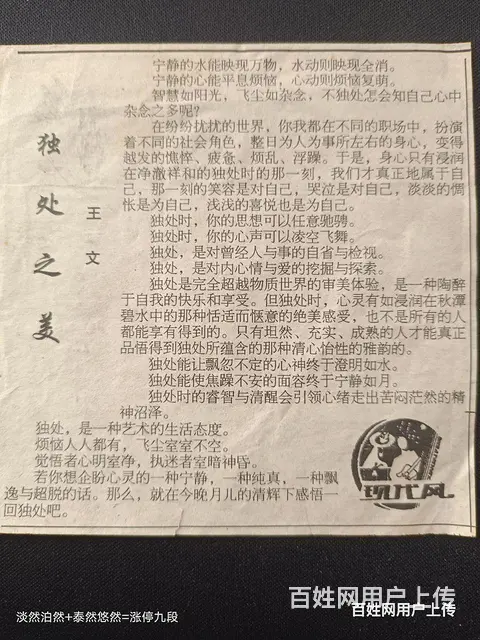 独处之美
王文
宁静的水能映现万物，水动则映现全消。
宁静的心能平息烦恼，心动则烦恼复萌。
智慧如阳光，飞尘如杂念，不独处怎会知自己心中
杂念之多呢？
在纷纷扰扰的世界，你我都在不同的职场中，扮演
着不同的社会角色，整日为人为事所左右的身心，变得
越发的憔悴、疲惫、烦乱、浮躁。于是，身心只有浸润
在净澈祥和的独处时的那一刻，我们才真正地属于自
己，那一刻的笑容是对自己，哭泣是对自己，淡淡的惆
怅是为自己，浅浅的喜悦也是为自己。
独处时，你的思想可以任意驰骋。
独处时，你的心声可以凌空飞舞。
独处，是对曾经人与事的自省与检视。
独处，是对内心情与爱的挖掘与探索。
独处是完全超越物质世界的审美体验，是一种陶醉
于自我的快乐和享受。但独处时，心灵有如浸润在秋潭
碧水中的那种恬适而惬意的绝美感受，也不是所有的人
都能享有得到的。只有坦然、充实、成熟的人才能真正
品悟得到独处所蕴含的那种清心怡性的雅韵的。
独处能让飘忽不定的心神终于澄明如水。
独处能使焦躁不安的面容终于宁静如月。
独处时的睿智与清醒会引领心绪走出苦闷茫然的精
神沼泽。
独处，是一种艺术的生活态度。
烦恼人人都有，飞尘室室不空。
觉悟者心明室净，执迷者室暗神昏。
若你想企盼心灵的一种宁静，一种纯真，一种飘
逸与超脱的话。那么，就在今晚月儿的清辉下感悟一
回独处吧。
现代风
淡然泊然+泰然悠然=涨停九段
百姓网用户上传
百姓网用户上传